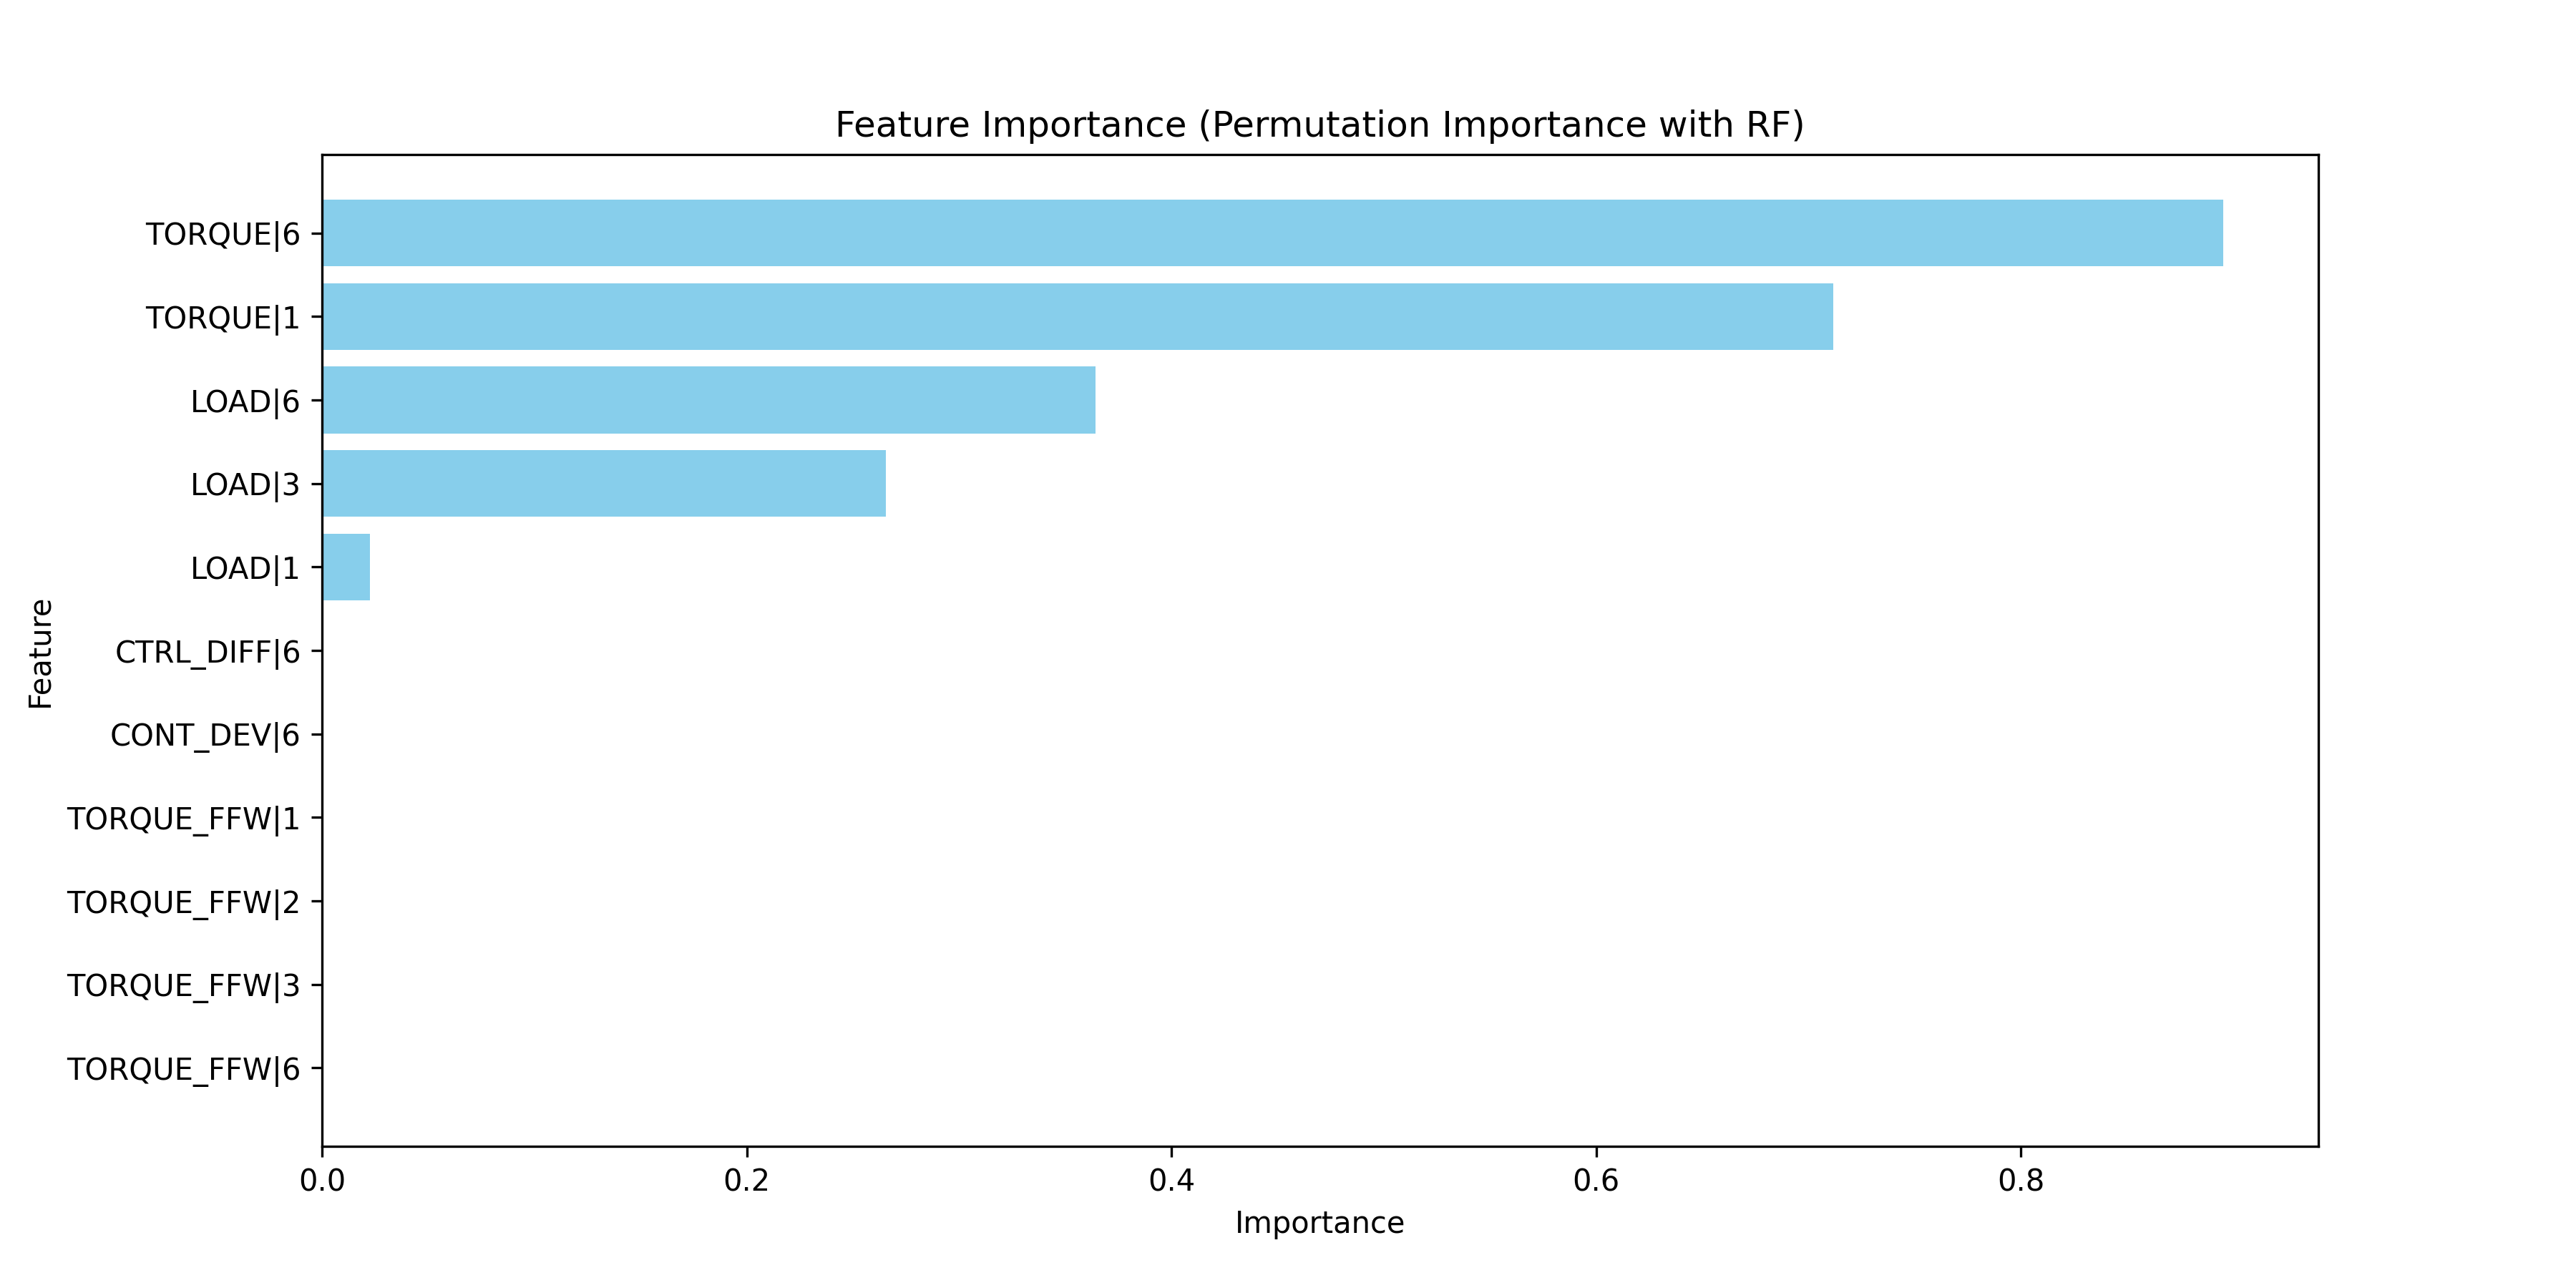 Feature Importance (Permutation Importance with RF)
TORQUE|6
TORQUE|1
LOAD|6
LOAD|3
LOAD|1
CTRL_DIFF|6
CONT_DEV|6
TORQUE_FFW|1
TORQUE_FFW|2
TORQUE_FFW|3
TORQUE_FFW|6
Feature
0.0 0.2 0.4 0.6 0.8
Importance